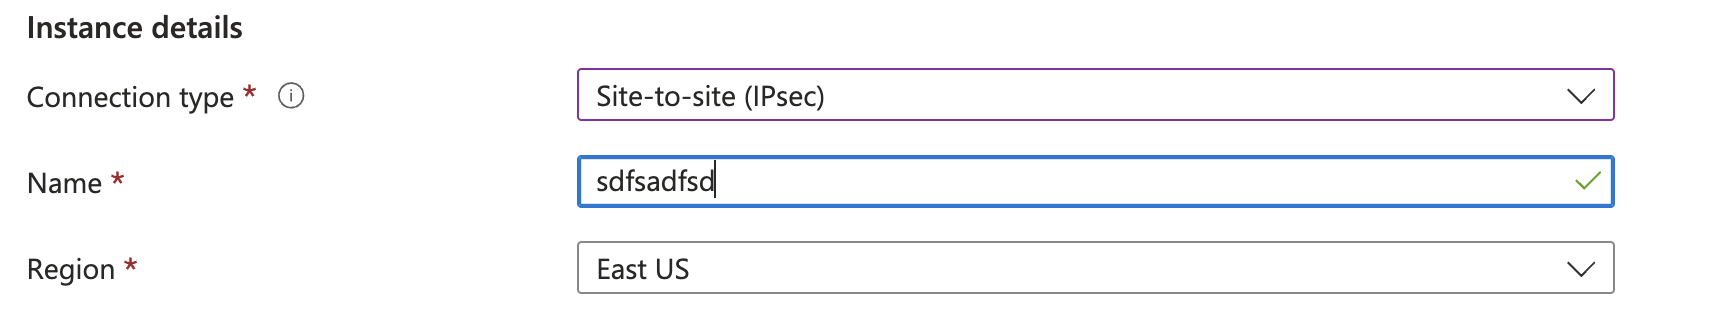 Instance details
Connection type *
Site-to-site (IPsec)
Name *
sdfsadfsd
Region *
East US